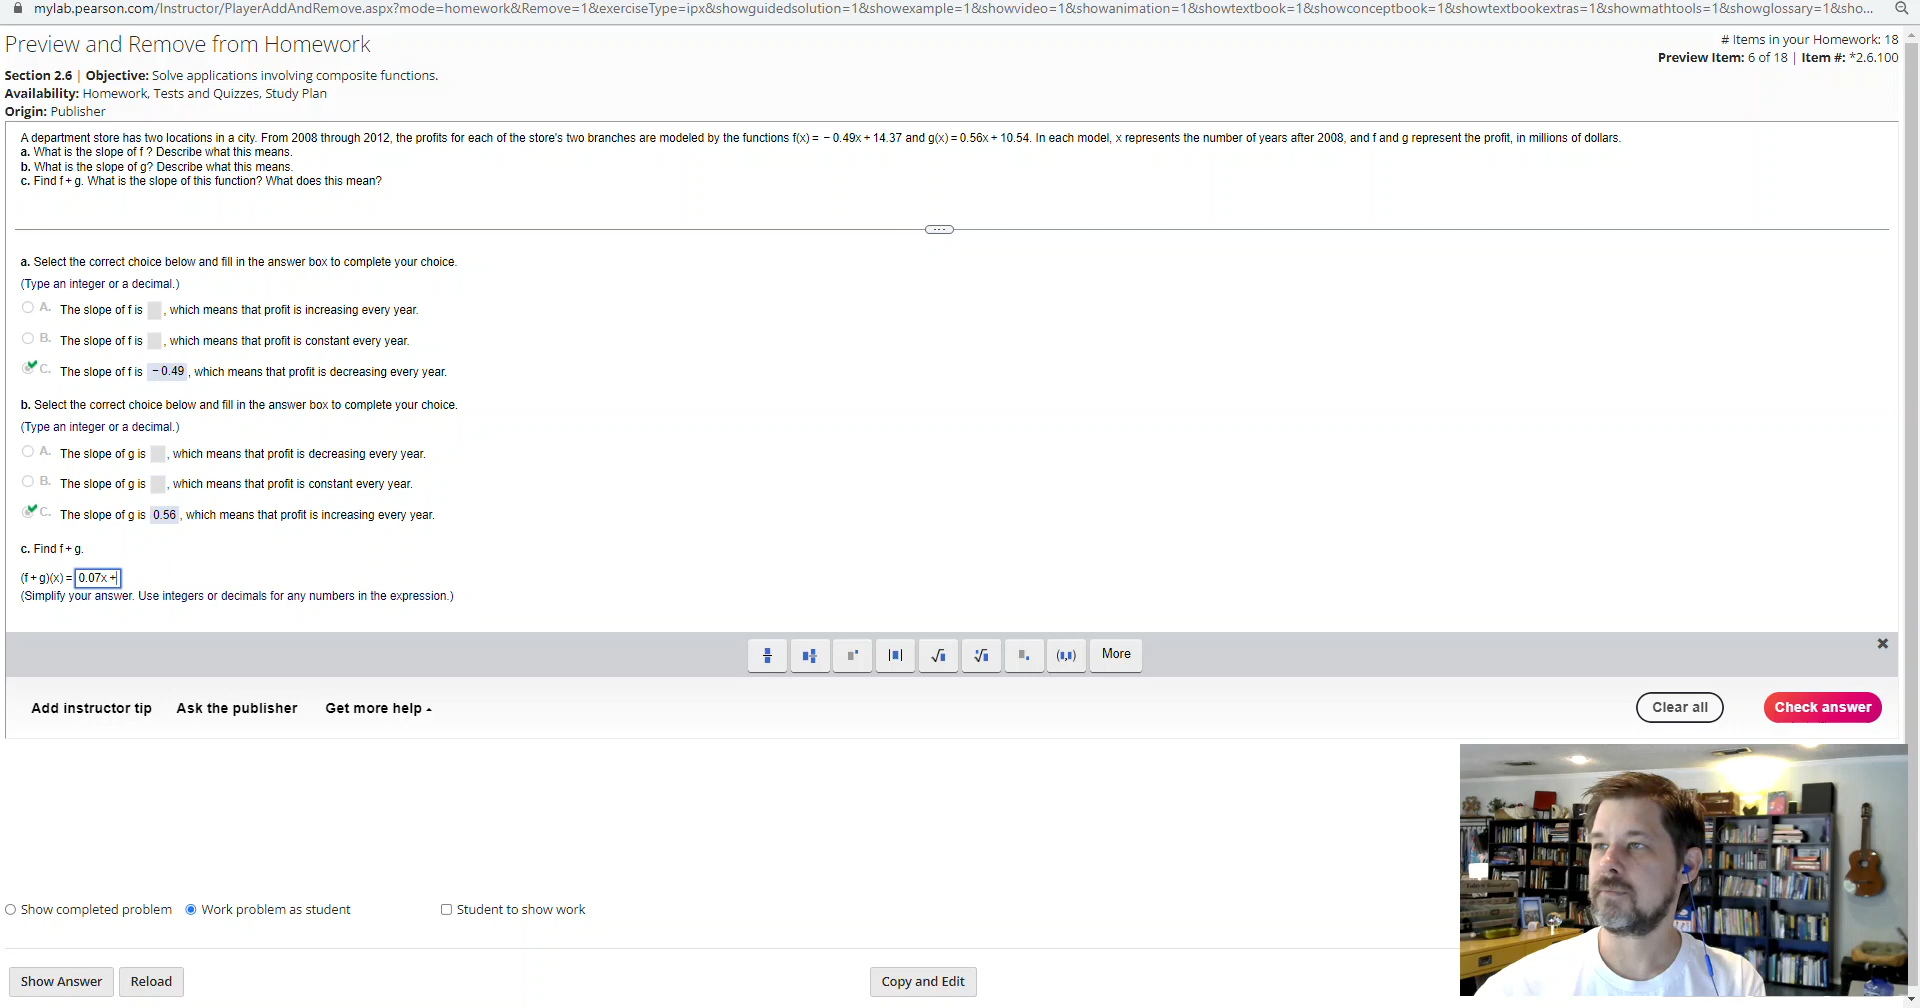 mylab.pearson.com/Instructor/PlayerAddAndRemove.aspx?mode=homework&Remove=1&exerciseType=ipx&showguidedsolution=1&showexample=1&showvideo=1&showanimation=1&showtextbook=1&showconceptbook=1&showtextbookextras=1&showmathtools=1&showglossary=1&sho...
Preview and Remove from Homework
# Items in your Homework: 18
Preview Item: 6 of 18 | Item #: *2.6.100
Section 2.6 | Objective: Solve applications involving composite functions.
Availability: Homework, Tests and Quizzes, Study Plan
Origin: Publisher
A department store has two locations in a city. From 2008 through 2012, the profits for each of the store's two branches are modeled by the functions f(x) = − 0.49x + 14.37 and g(x) = 0.56x + 10.54. In each model, x represents the number of years after 2008, and f and g represent the profit, in millions of dollars.
a. What is the slope of f ? Describe what this means.
b. What is the slope of g? Describe what this means.
c. Find f + g. What is the slope of this function? What does this mean?
a. Select the correct choice below and fill in the answer box to complete your choice.
(Type an integer or a decimal.)
A. The slope of f is , which means that profit is increasing every year.
B. The slope of f is , which means that profit is constant every year.
C. The slope of f is − 0.49 , which means that profit is decreasing every year.
b. Select the correct choice below and fill in the answer box to complete your choice.
(Type an integer or a decimal.)
A. The slope of g is , which means that profit is decreasing every year.
B. The slope of g is , which means that profit is constant every year.
C. The slope of g is 0.56 , which means that profit is increasing every year.
c. Find f + g.
(f + g)(x) = 0.07x +
(Simplify your answer. Use integers or decimals for any numbers in the expression.)
More
Add instructor tip Ask the publisher Get more help
Clear all Check answer
Show completed problem Work problem as student Student to show work
Show Answer Reload Copy and Edit